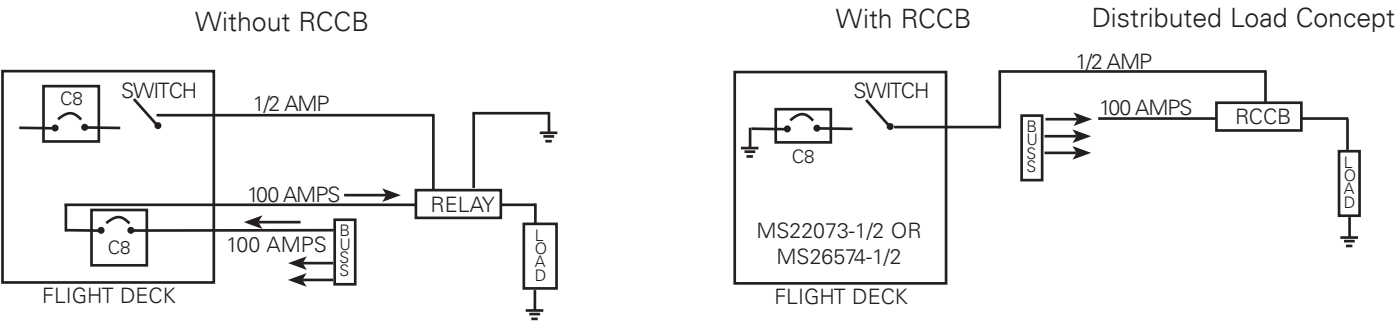 Without RCCB
C8
SWITCH
1/2 AMP
100 AMPS
RELAY
C8
100 AMPS
BUSS
LOAD
FLIGHT DECK
With RCCB
Distributed Load Concept
1/2 AMP
SWITCH
C8
BUSS
100 AMPS
RCCB
LOAD
MS22073-1/2 OR
MS26574-1/2
FLIGHT DECK